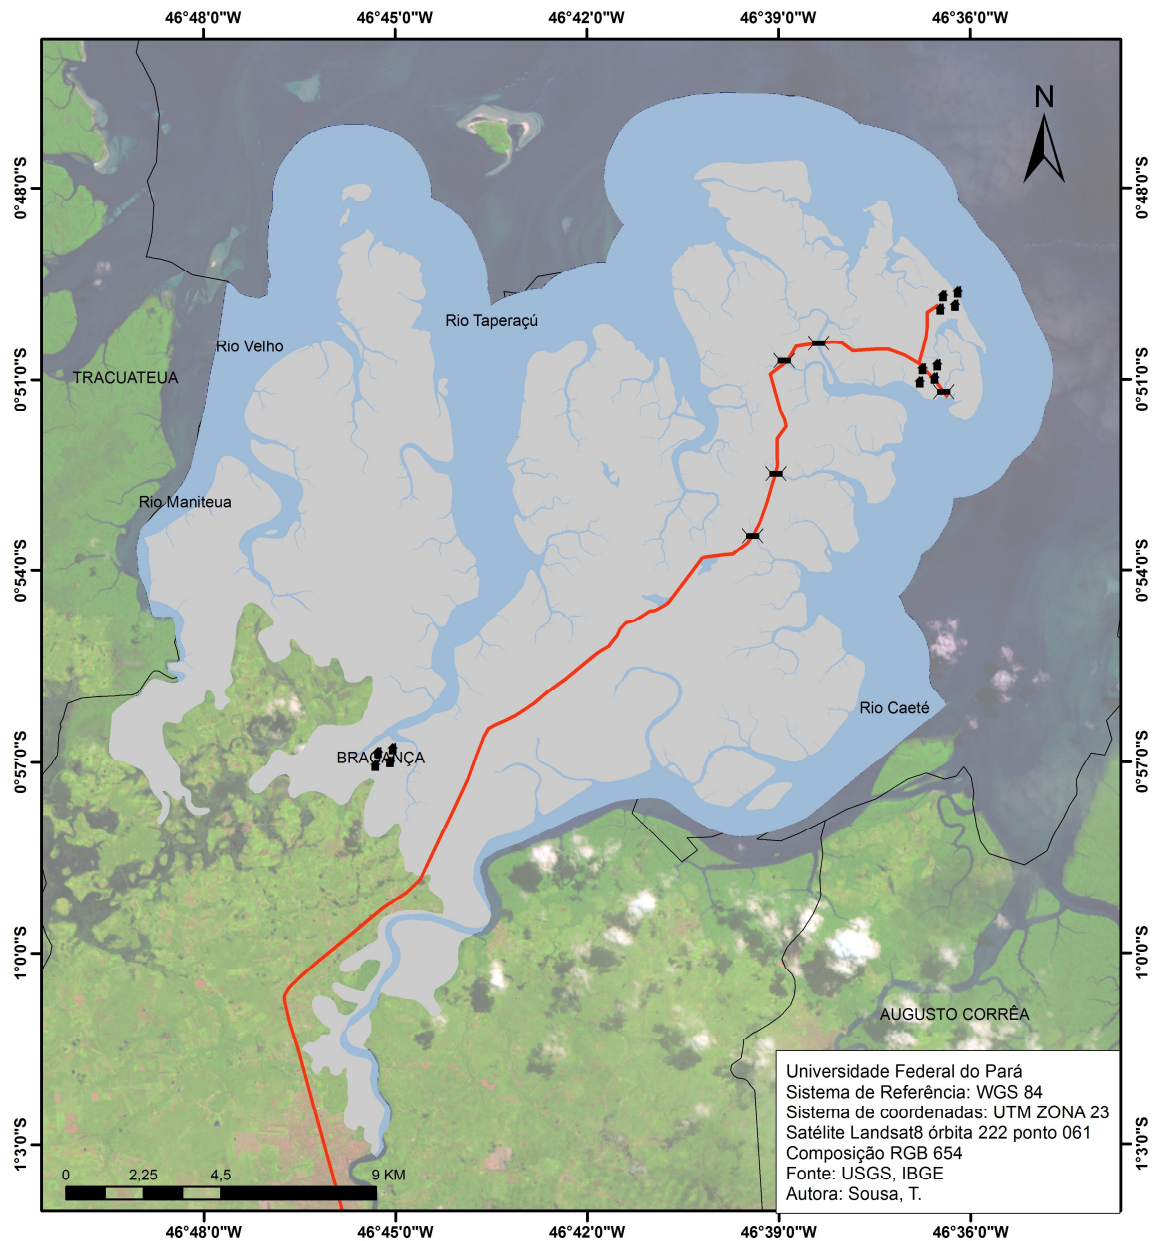 46°48'0"W 46°45'0"W 46°42'0"W 46°39'0"W 46°36'0"W
N
0°48'0"S 0°48'0"S
Rio Taperaçú
Rio Velho
TRACUATEUA
0°51'0"S 0°51'0"S
Rio Maniteua
0°54'0"S 0°54'0"S
Rio Caeté
BRAGANÇA
0°57'0"S 0°57'0"S
1°0'0"S 1°0'0"S
AUGUSTO CORRÊA
Universidade Federal do Pará
Sistema de Referência: WGS 84
Sistema de coordenadas: UTM ZONA 23
Satélite Landsat8 órbita 222 ponto 061
Composição RGB 654
Fonte: USGS, IBGE
Autora: Sousa, T.
1°3'0"S 1°3'0"S
0 2,25 4,5 9 KM
46°48'0"W 46°45'0"W 46°42'0"W 46°39'0"W 46°36'0"W